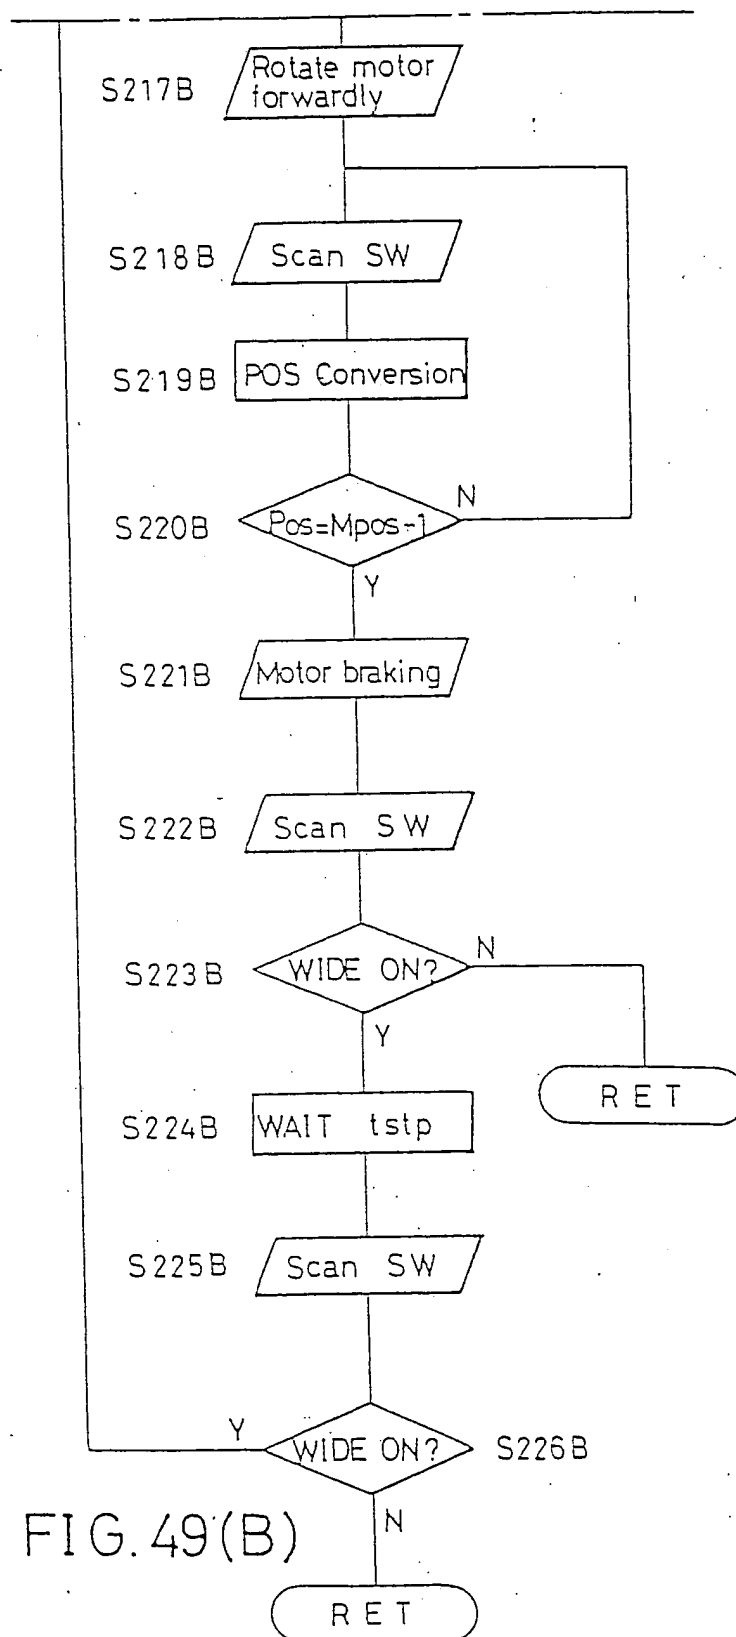 S217B
Rotate motor
forwardly
S218B
Scan SW
S219B
POS Conversion
S220B
Pos=Mpos-1
N
Y
S221B
Motor braking
S222B
Scan SW
S223B
WIDE ON?
N
Y
RET
S224B
WAIT tstp
S225B
Scan SW
Y
WIDE ON?
S226B
N
FIG. 49(B)
RET